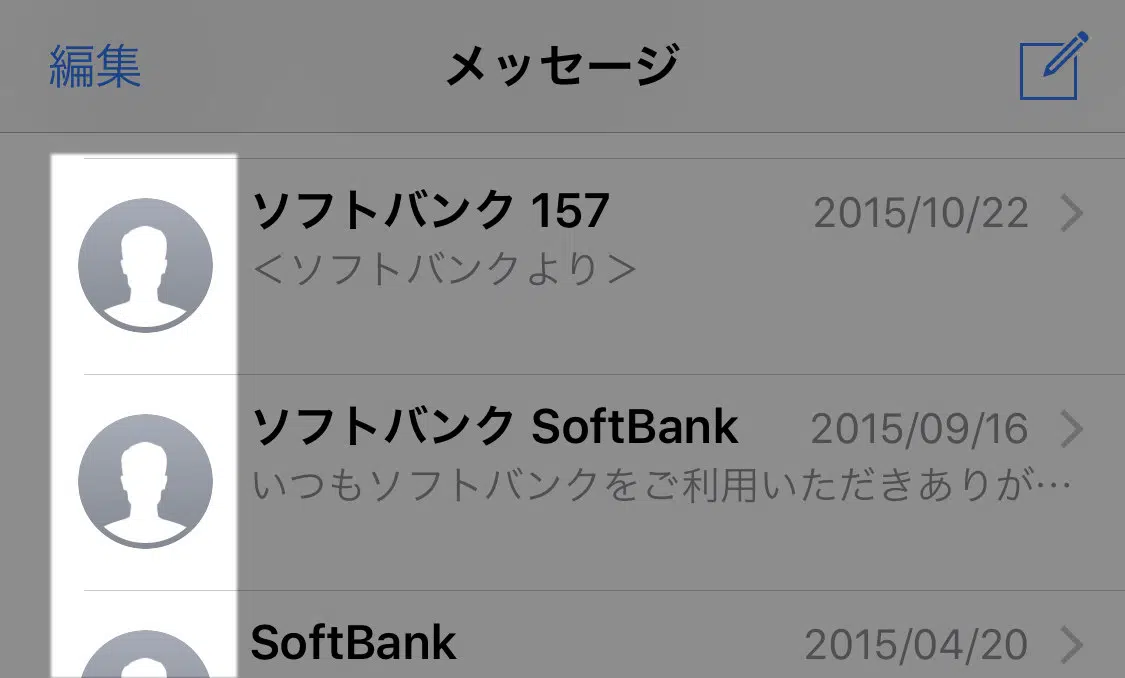 編集
メッセージ
ソフトバンク 157
2015/10/22
＜ソフトバンクより＞
ソフトバンク SoftBank
2015/09/16
いつもソフトバンクをご利用いただきありが…
SoftBank
2015/04/20